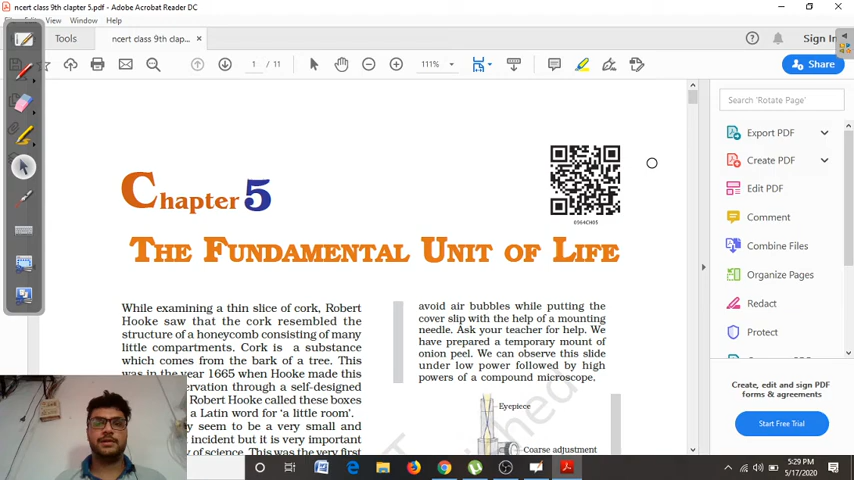 ncert class 9th chapter 5.pdf - Adobe Acrobat Reader DC
View Window Help
Tools
ncert class 9th clap... ×
Sign In
1 / 11
111%
Share
Search 'Rotate Page'
Export PDF
Create PDF
Edit PDF
Comment
Combine Files
Organize Pages
Redact
Protect
Create, edit and sign PDF
forms & agreements
Start Free Trial
0964CH05
Chapter 5
THE FUNDAMENTAL UNIT OF LIFE
While examining a thin slice of cork, Robert
Hooke saw that the cork resembled the
structure of a honeycomb consisting of many
little compartments. Cork is a substance
which comes from the bark of a tree. This
was in the year 1665 when Hooke made this
ervation through a self-designed
Robert Hooke called these boxes
a Latin word for ‘a little room’.
y seem to be a very small and
incident but it is very important
y of science. This was the very first
avoid air bubbles while putting the
cover slip with the help of a mounting
needle. Ask your teacher for help. We
have prepared a temporary mount of
onion peel. We can observe this slide
under low power followed by high
powers of a compound microscope.
Eyepiece
Coarse adjustment
5:29 PM
5/17/2020